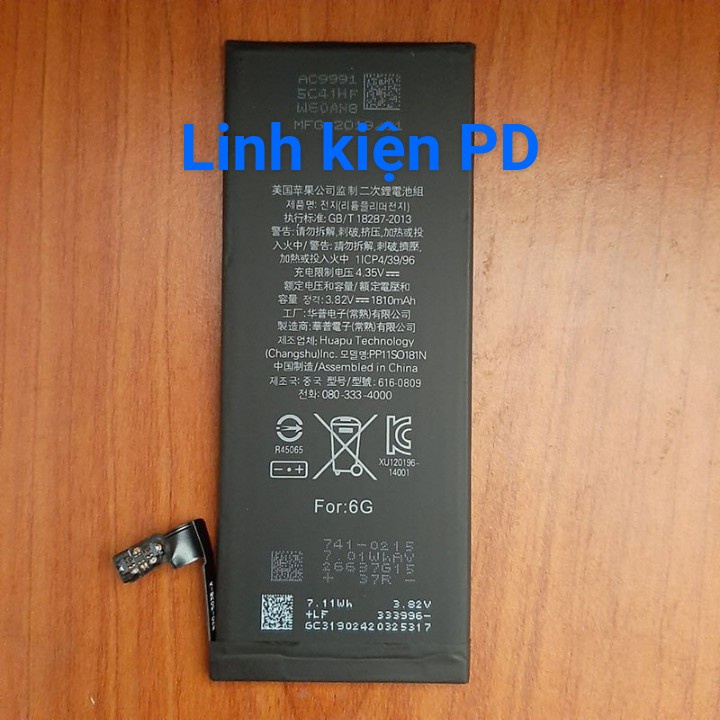 AC9991
5C41HF
W60AW8
Linh kiện PD
美国苹果公司监制 二次鋰電池組
제품명: 전지(리튬폴리머전지)
执行标准: GB/T 18287-2013
警告: 请勿拆解,刺破,挤压,加热或投
入火中/ 警告: 請勿拆解,刺破,擠壓,
加熱或投入火中 1ICP4/39/96
充电限制电压 4.35V
额定电压和容量/ 額定電壓和
容量 정격: 3.82V 1810mAh
工厂: 华普电子(常熟)有限公司
製造商: 華普電子(常熟)有限公司
제조업체: Huapu Technology
(Changshu)Inc. 모델명:PP11SO181N
中国制造/Assembled in China
제조국: 중국 型号/型號: 616-0809
전화: 080-333-4000
R45065
XU120196-
14001
For:6G
741-0215
7.01WhAY
26637G15
+ 37R -
7.11Wh 3.82V
+LF 333996-
GC31902420325317